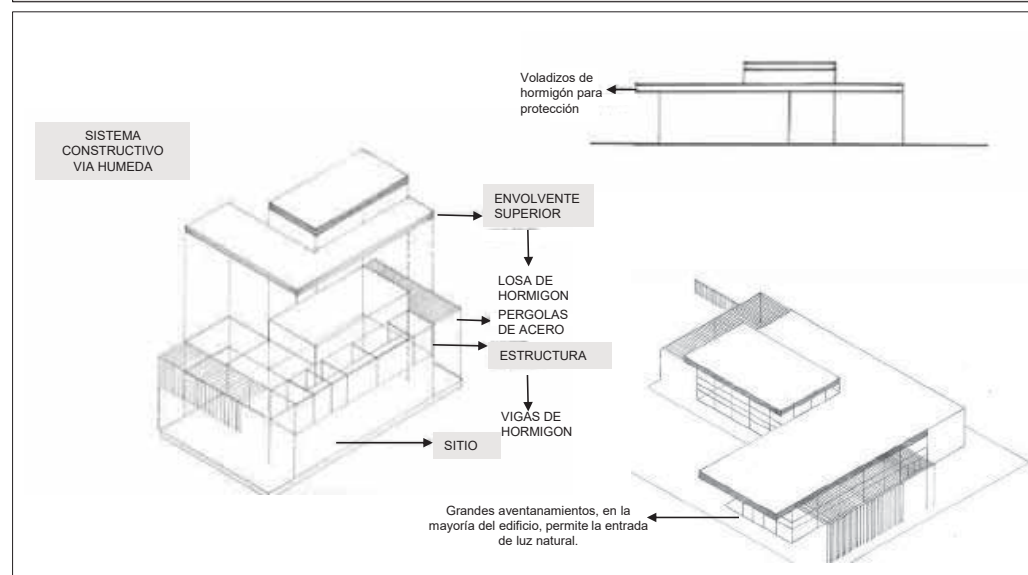 SISTEMA
CONSTRUCTIVO
VIA HUMEDA
Voladizos de
hormigón para
protección
ENVOLVENTE
SUPERIOR
LOSA DE
HORMIGON
PERGOLAS
DE ACERO
ESTRUCTURA
VIGAS DE
HORMIGON
SITIO
Grandes aventanamientos, en la
mayoría del edificio, permite la entrada
de luz natural.